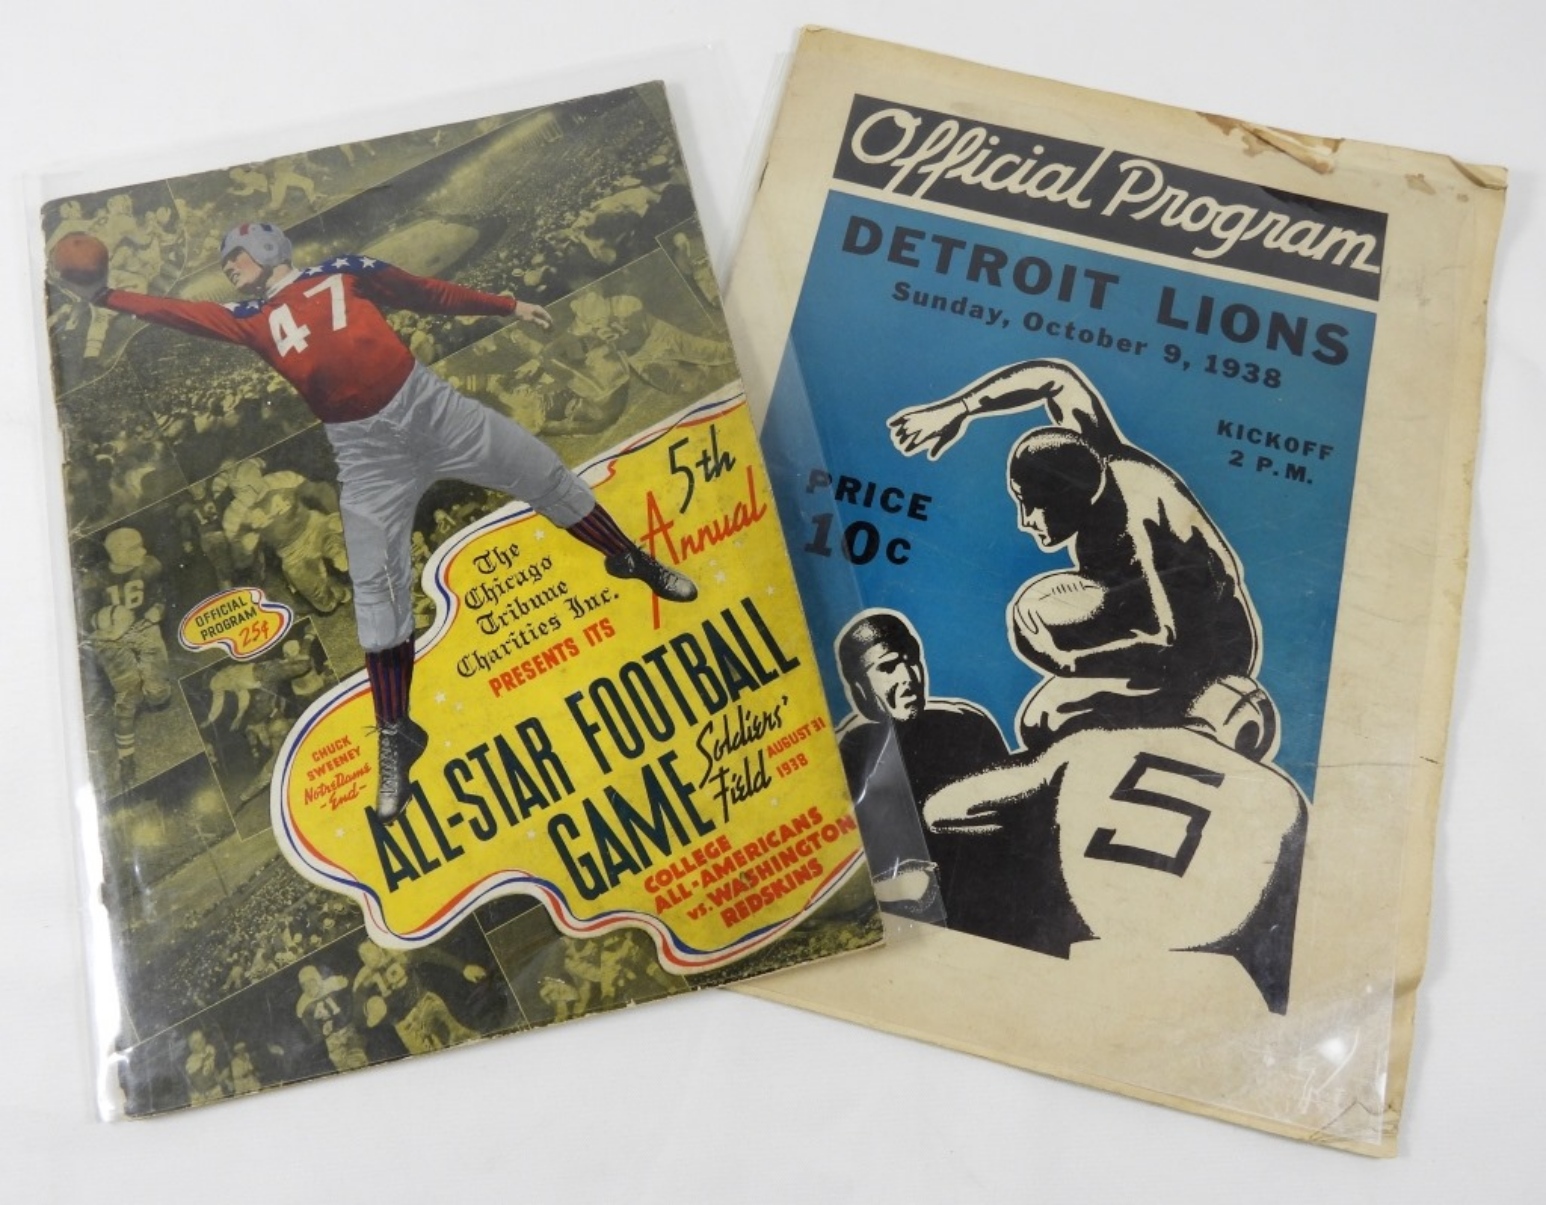 47
16
OFFICIAL
PROGRAM
25¢
5th
Annual
The
Chicago
Tribune
Charities Inc.
PRESENTS ITS
ALL-STAR FOOTBALL
GAME
Soldiers'
Field
AUGUST 31
1938
CHUCK
SWEENEY
Notre Dame
-End-
COLLEGE
ALL-AMERICANS
vs. WASHINGTON
REDSKINS
Official Program
DETROIT LIONS
Sunday, October 9, 1938
KICKOFF
2 P.M.
PRICE
10c
5